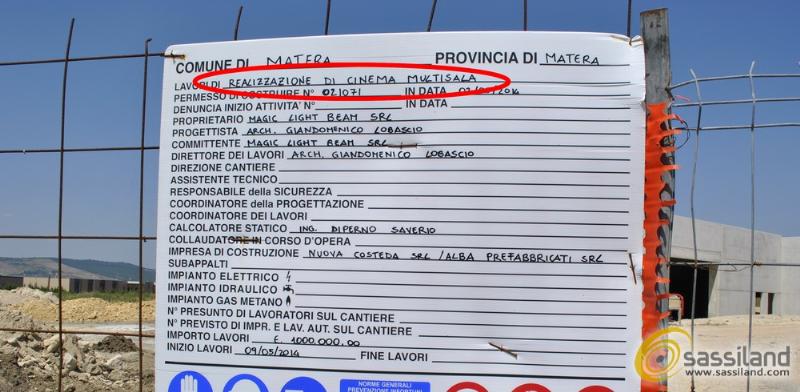 COMUNE DI MATERA PROVINCIA DI MATERA
LAVORI DI REALIZZAZIONE DI CINEMA MULTISALA
PERMESSO DI COSTRUIRE N° 021071 IN DATA
DENUNCIA INIZIO ATTIVITA' N° IN DATA
PROPRIETARIO MAGIC LIGHT BEAM SRL
PROGETTISTA ARCH. GIANDOMENICO LOBASCIO
COMMITTENTE MAGIC LIGHT BEAM SRL
DIRETTORE DEI LAVORI ARCH. GIANDOMENICO LOBASCIO
DIREZIONE CANTIERE
ASSISTENTE TECNICO
RESPONSABILE della SICUREZZA
COORDINATORE della PROGETTAZIONE
COORDINATORE DEI LAVORI
CALCOLATORE STATICO ING. DIPERNO SAVERIO
COLLAUDATORE IN CORSO D'OPERA
IMPRESA DI COSTRUZIONE NUOVA COSTEDA SRL / ALBA PREFABBRICATI SRL
SUBAPPALTI
IMPIANTO ELETTRICO
IMPIANTO IDRAULICO
IMPIANTO GAS METANO
N° PRESUNTO DI LAVORATORI SUL CANTIERE
N° PREVISTO DI IMPR. E LAV. AUT. SUL CANTIERE
IMPORTO LAVORI £. 1000.000.00
INIZIO LAVORI 09/05/2014 FINE LAVORI
NORME GENERALI
PREVENZIONE INFORTUNI
sassiland
www.sassiland.com